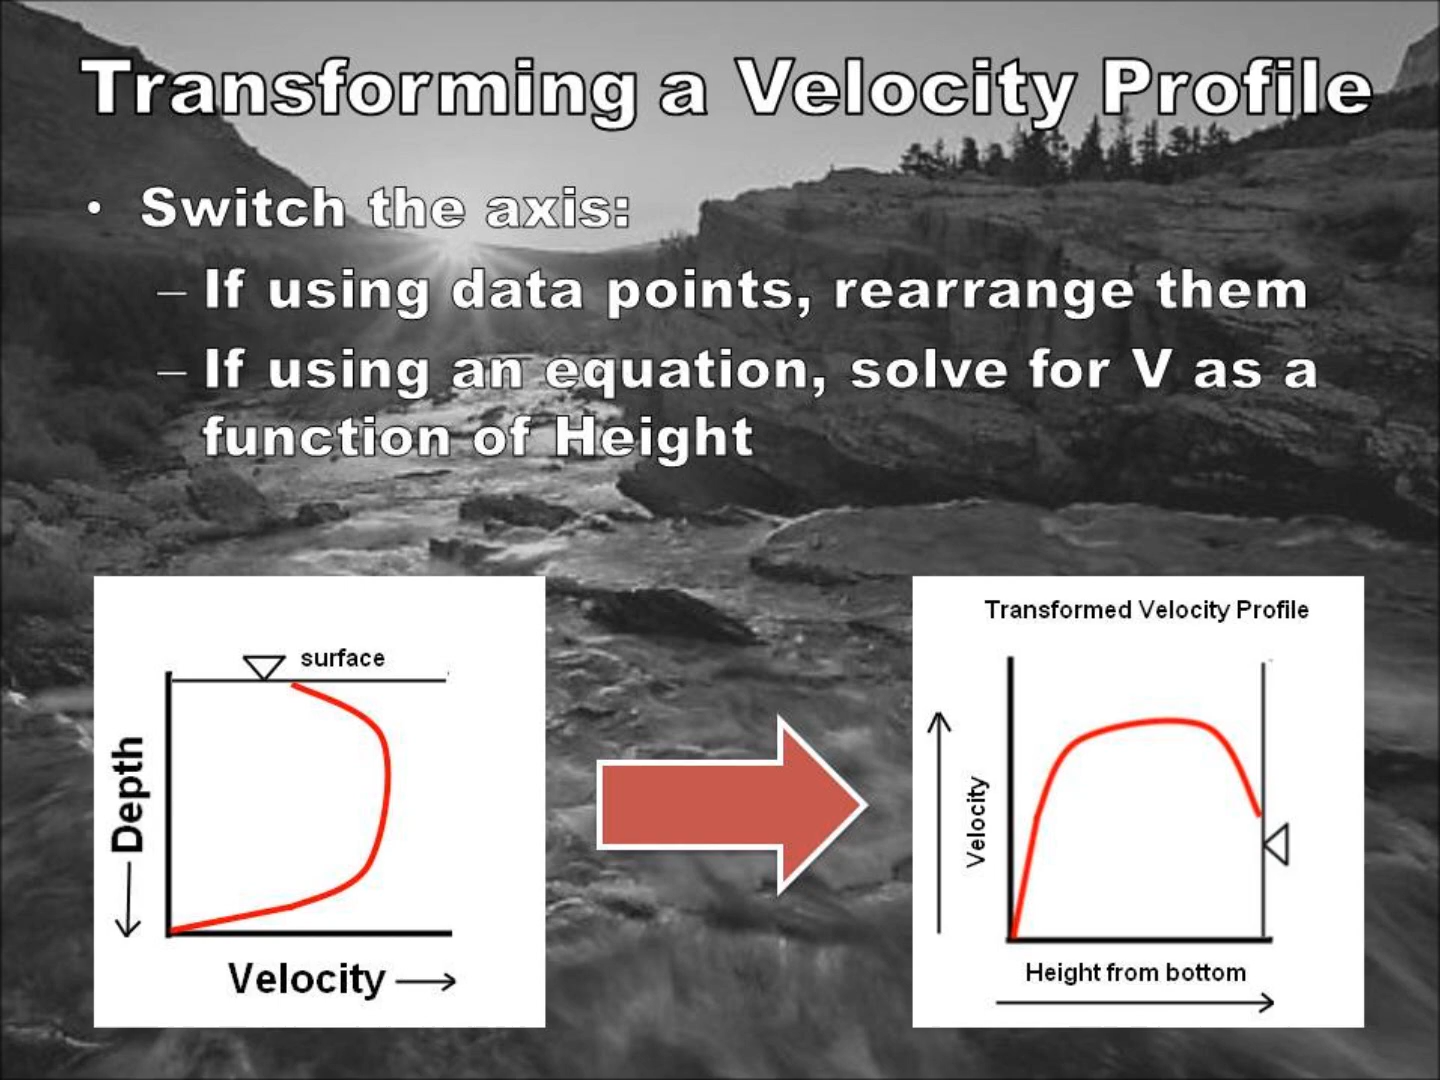 Transforming a Velocity Profile
• Switch the axis:
– If using data points, rearrange them
– If using an equation, solve for V as a
function of Height
surface
Depth
Velocity
Transformed Velocity Profile
Velocity
Height from bottom